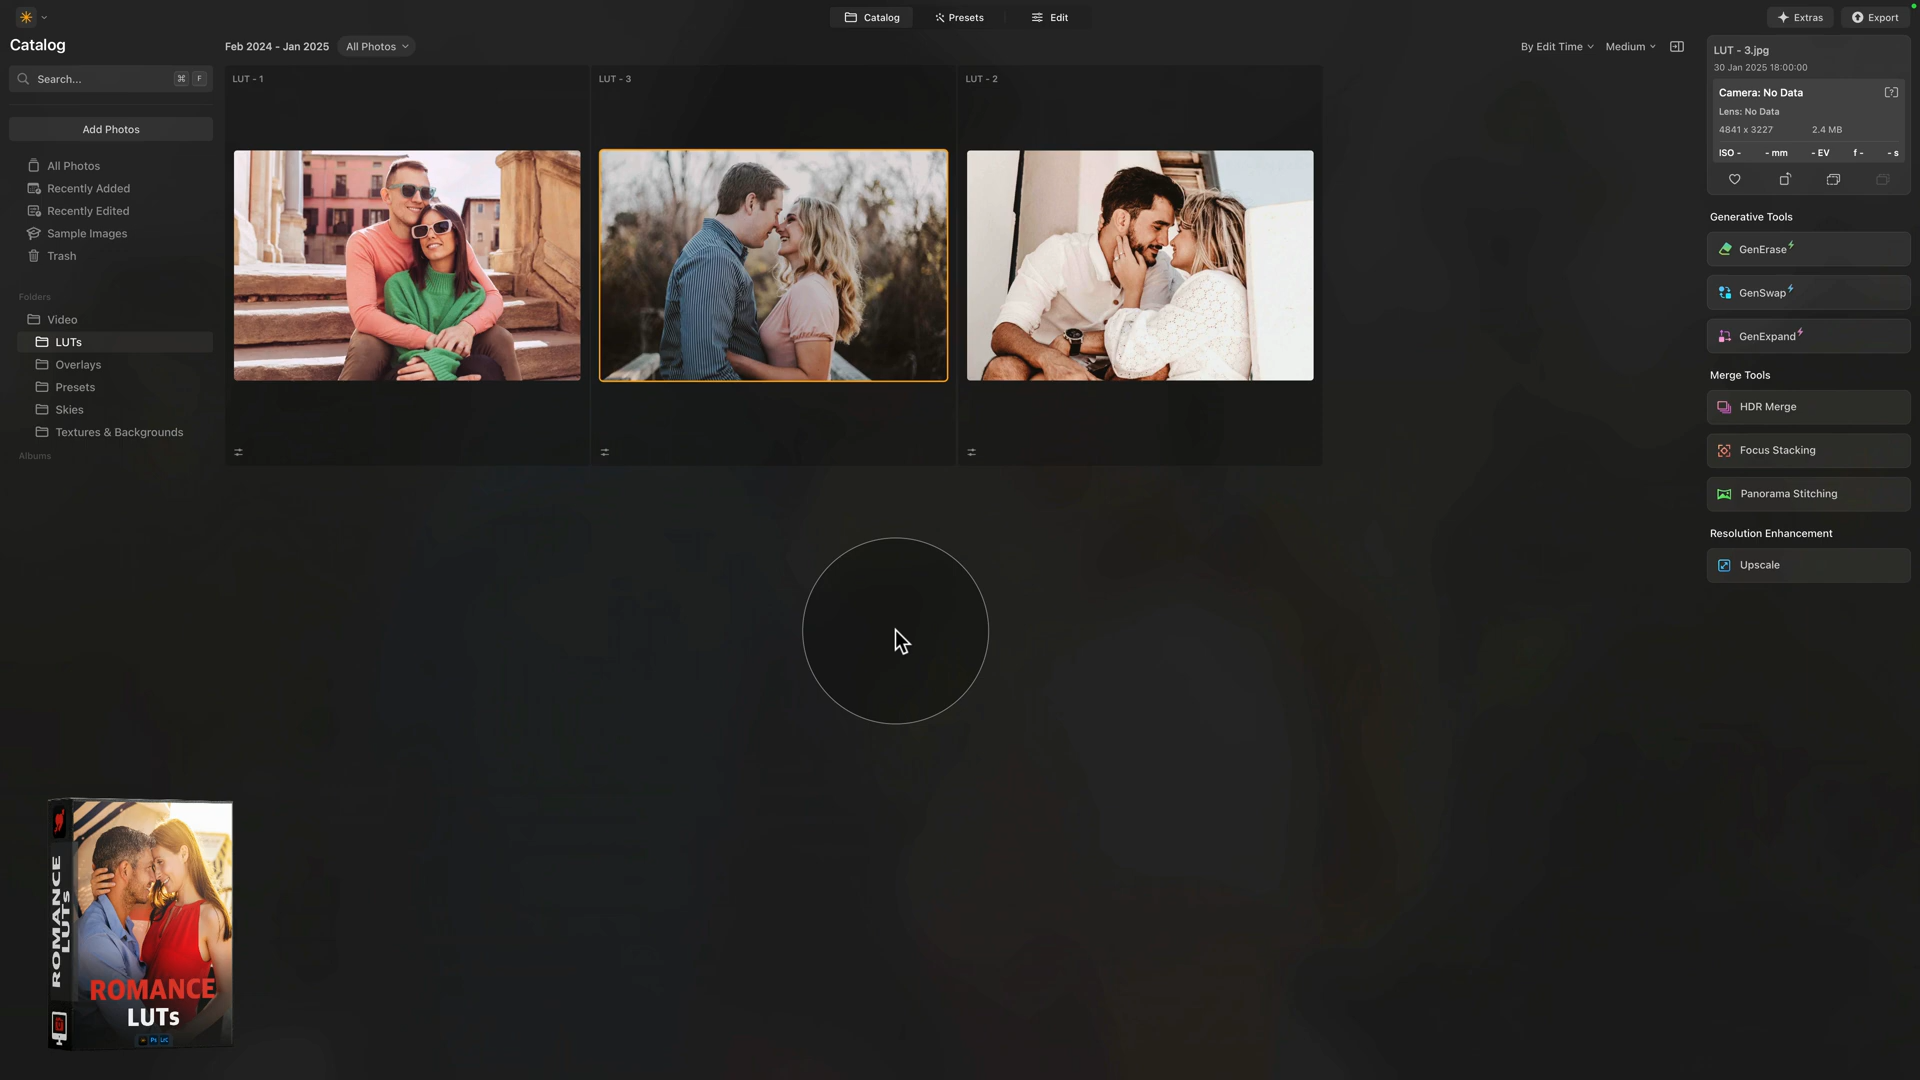 Catalog
Presets
Edit
Extras
Export
Catalog
Search...
⌘ F
Add Photos
All Photos
Recently Added
Recently Edited
Sample Images
Trash
Folders
Video
LUTs
Overlays
Presets
Skies
Textures & Backgrounds
Albums
Feb 2024 - Jan 2025
All Photos
By Edit Time
Medium
LUT - 1
LUT - 3
LUT - 2
LUT - 3.jpg
30 Jan 2025 18:00:00
Camera: No Data
Lens: No Data
4841 x 3227 2.4 MB
ISO - - mm - EV f - - s
Generative Tools
GenErase
GenSwap
GenExpand
Merge Tools
HDR Merge
Focus Stacking
Panorama Stitching
Resolution Enhancement
Upscale
ROMANCE
LUTs
ROMANCE
LUTs
Ps LrC